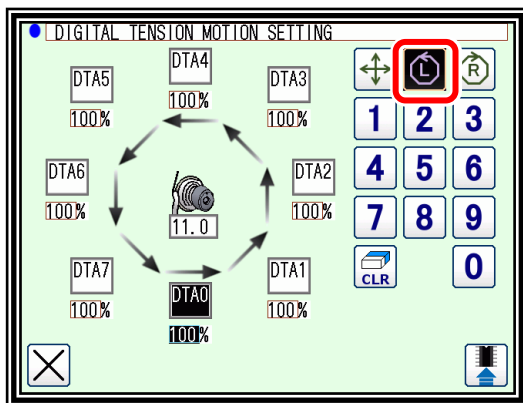 DIGITAL TENSION MOTION SETTING
DTA4
100%
DTA5
100%
DTA3
100%
L
R
1 2 3
DTA6
100%
DTA2
100%
11.0
4 5 6
7 8 9
DTA7
100%
DTA0
100%
DTA1
100%
CLR
0